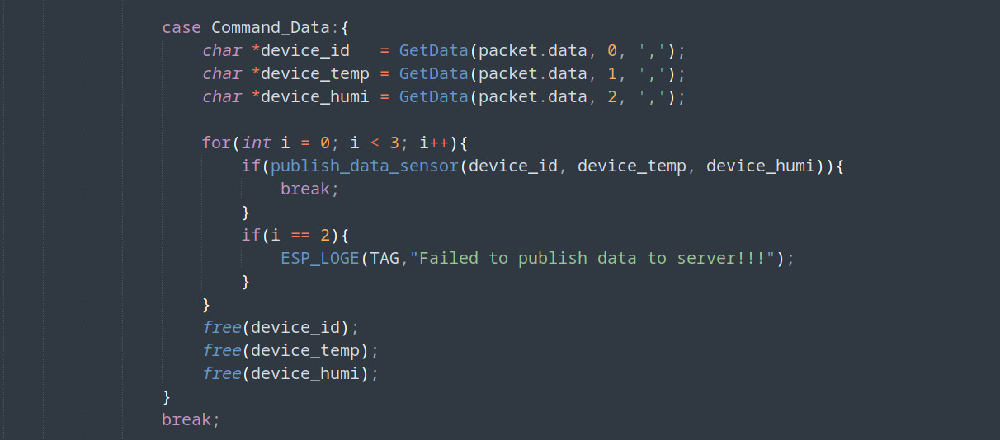 case Command_Data:{
char *device_id   = GetData(packet.data, 0, ',');
char *device_temp = GetData(packet.data, 1, ',');
char *device_humi = GetData(packet.data, 2, ',');
for(int i = 0; i < 3; i++){
if(publish_data_sensor(device_id, device_temp, device_humi)){
break;
}
if(i == 2){
ESP_LOGE(TAG,"Failed to publish data to server!!!");
}
}
free(device_id);
free(device_temp);
free(device_humi);
}
break;